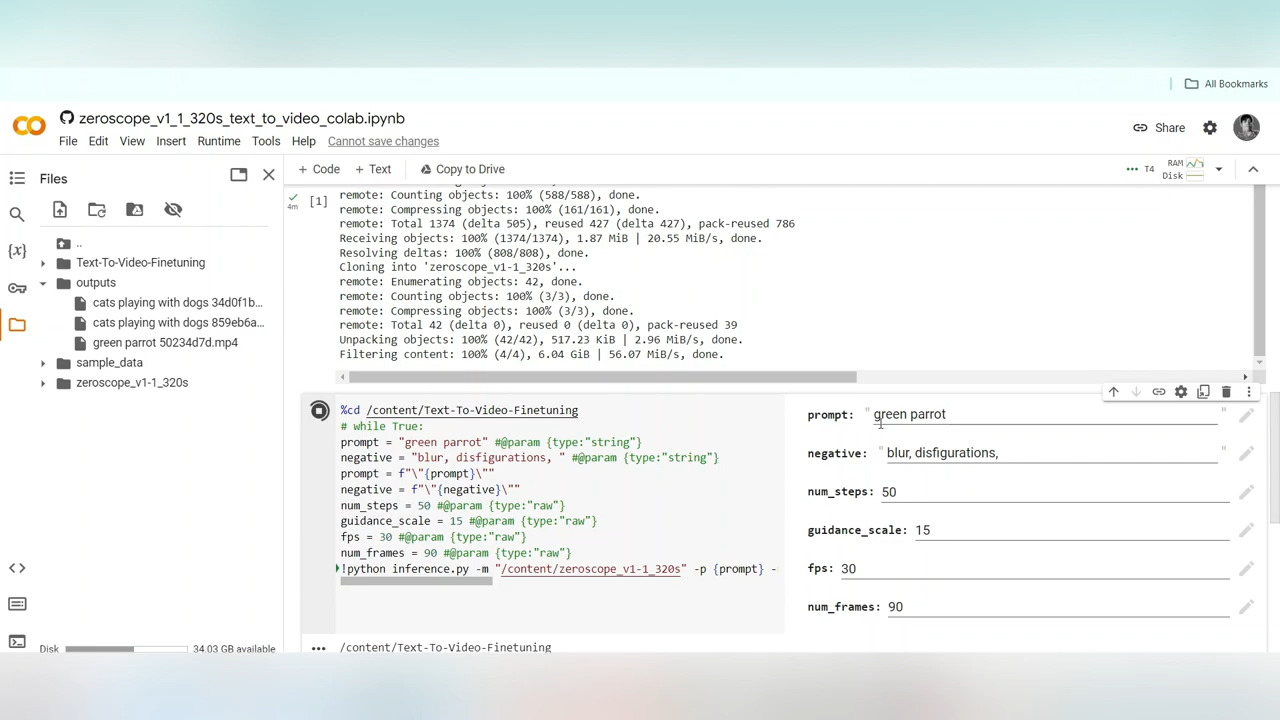 All Bookmarks
zeroscope_v1_1_320s_text_to_video_colab.ipynb
File Edit View Insert Runtime Tools Help Cannot save changes
Share
Files
+ Code + Text Copy to Drive
T4
RAM
Disk
..
Text-To-Video-Finetuning
outputs
cats playing with dogs 34d0f1b...
cats playing with dogs 859eb6a...
green parrot 50234d7d.mp4
sample_data
zeroscope_v1-1_320s
Disk 34.03 GB available
4m
[1]
remote: Counting objects: 100% (588/588), done.
remote: Compressing objects: 100% (161/161), done.
remote: Total 1374 (delta 505), reused 427 (delta 427), pack-reused 786
Receiving objects: 100% (1374/1374), 1.87 MiB | 20.55 MiB/s, done.
Resolving deltas: 100% (808/808), done.
Cloning into 'zeroscope_v1-1_320s'...
remote: Enumerating objects: 42, done.
remote: Counting objects: 100% (3/3), done.
remote: Compressing objects: 100% (3/3), done.
remote: Total 42 (delta 0), reused 0 (delta 0), pack-reused 39
Unpacking objects: 100% (42/42), 517.23 KiB | 2.96 MiB/s, done.
Filtering content: 100% (4/4), 6.04 GiB | 56.07 MiB/s, done.
%cd /content/Text-To-Video-Finetuning
# while True:
prompt = "green parrot" #@param {type:"string"}
negative = "blur, disfigurations, " #@param {type:"string"}
prompt = f"\"{prompt}\""
negative = f"\"{negative}\""
num_steps = 50 #@param {type:"raw"}
guidance_scale = 15 #@param {type:"raw"}
fps = 30 #@param {type:"raw"}
num_frames = 90 #@param {type:"raw"}
!python inference.py -m "/content/zeroscope_v1-1_320s" -p {prompt} -
prompt: " green parrot "
negative: " blur, disfigurations, "
num_steps: 50
guidance_scale: 15
fps: 30
num_frames: 90
/content/Text-To-Video-Finetuning